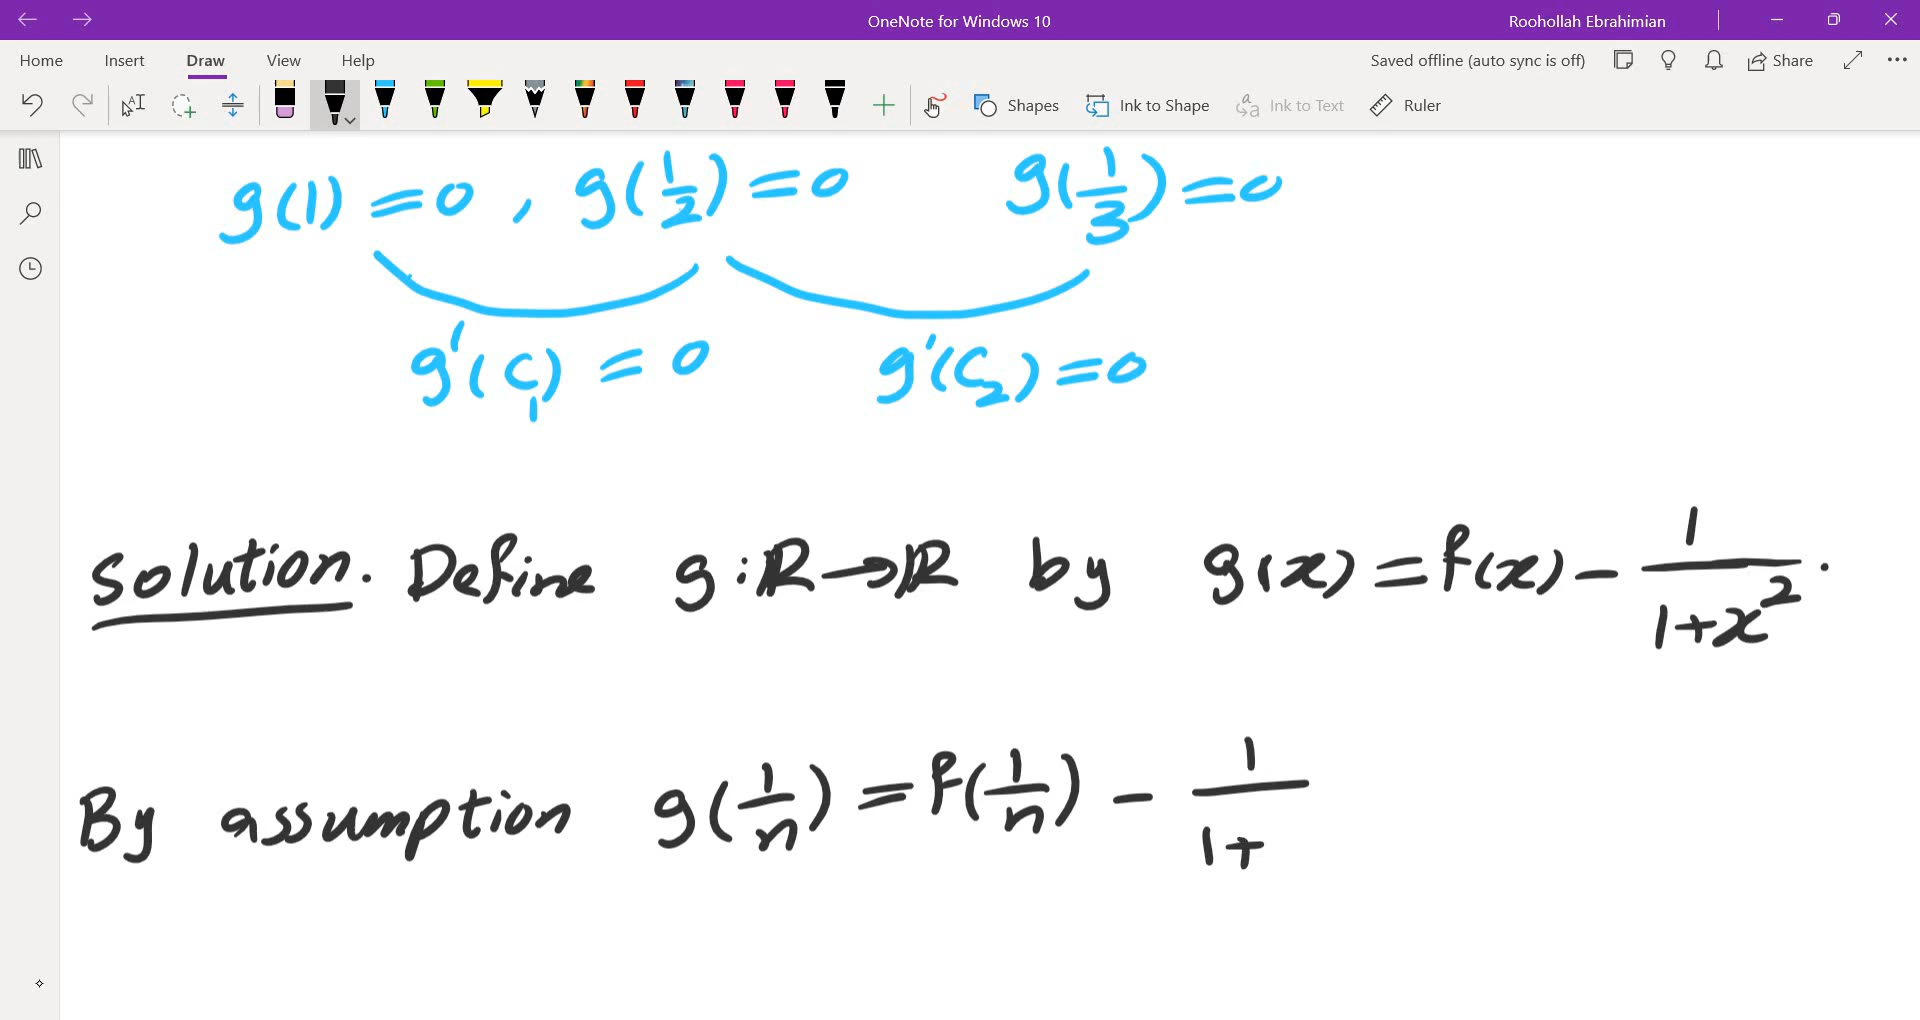 OneNote for Windows 10 Roohollah Ebrahimian
Home Insert Draw View Help Saved offline (auto sync is off) Share
Shapes Ink to Shape Ink to Text Ruler
g(1) = 0 , g(1/2) = 0 g(1/3) = 0
g'(c₁) = 0 g'(c₂) = 0
Solution. Define g : ℝ → ℝ by g(x) = f(x) − 1/(1+x²).
By assumption g(1/n) = f(1/n) − 1/(1+